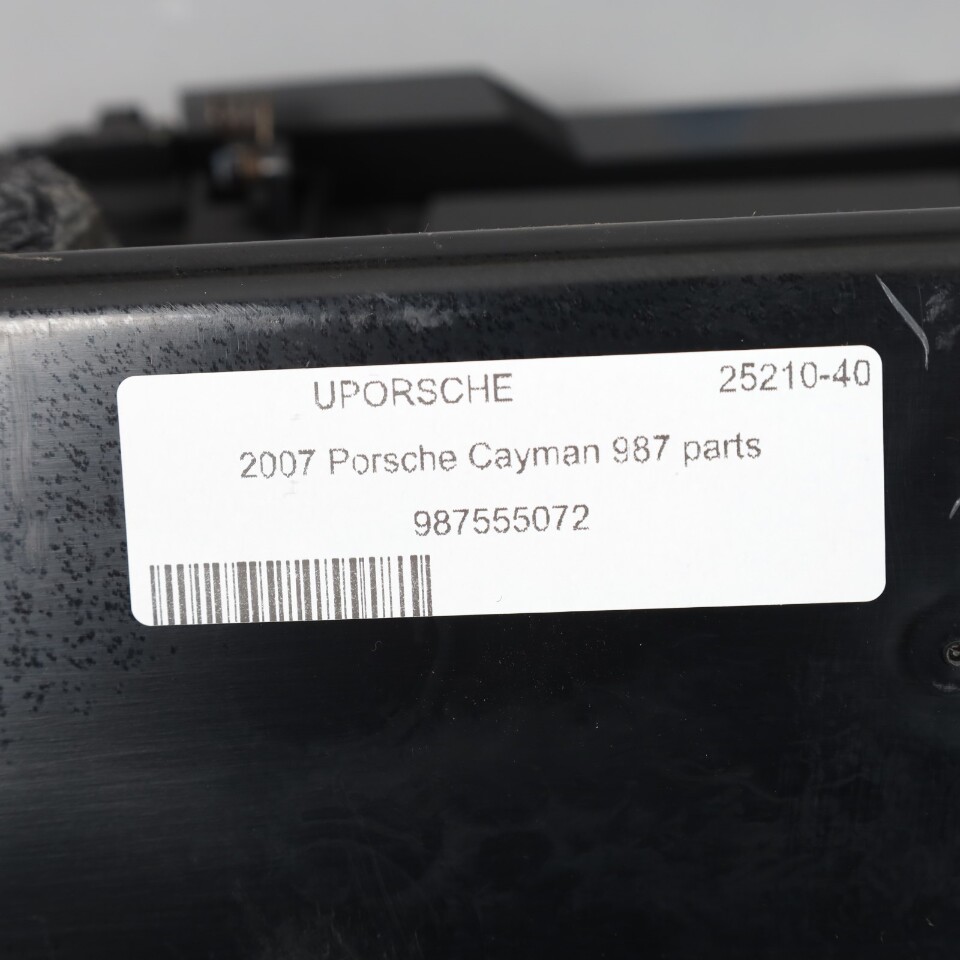 UPORSCHE 25210-40
2007 Porsche Cayman 987 parts
987555072